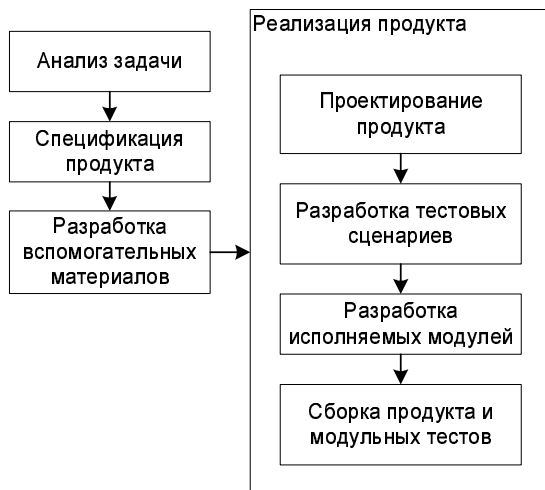 Анализ задачи
Спецификация
продукта
Разработка
вспомогательных
материалов
Реализация продукта
Проектирование
продукта
Разработка тестовых
сценариев
Разработка
исполняемых модулей
Сборка продукта и
модульных тестов